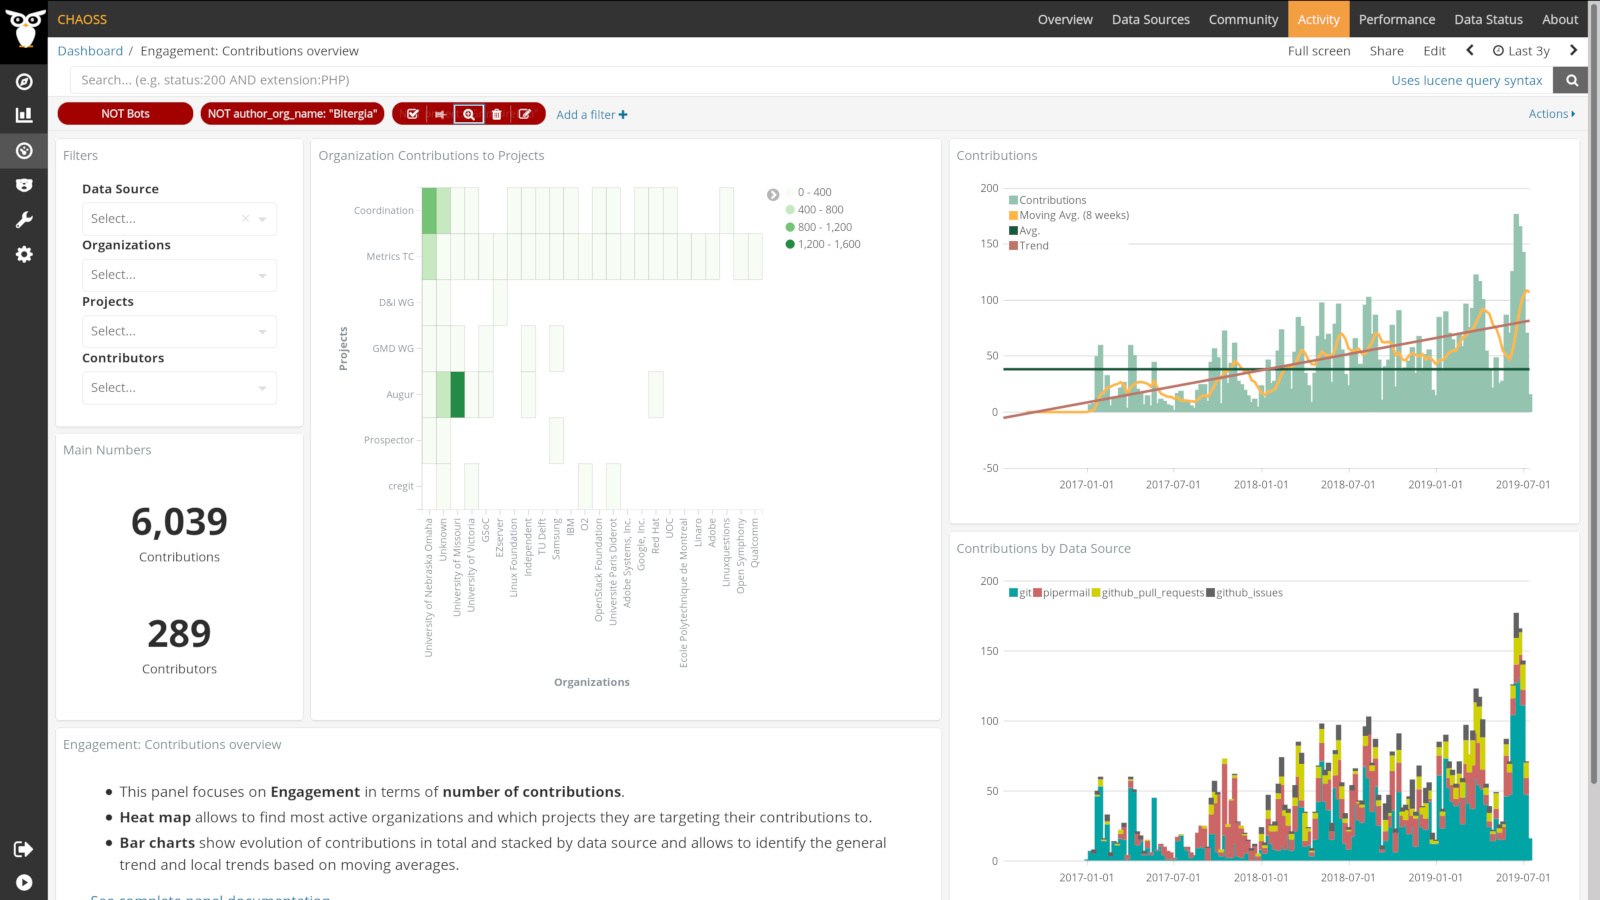 CHAOSS
Overview Data Sources Community Activity Performance Data Status About
Dashboard / Engagement: Contributions overview
Full screen Share Edit Last 3y
Search... (e.g. status:200 AND extension:PHP)
Uses lucene query syntax
NOT Bots
NOT author_org_name: "Bitergia"
Add a filter
Actions
Filters
Data Source
Select...
Organizations
Select...
Projects
Select...
Contributors
Select...
Main Numbers
6,039
Contributions
289
Contributors
Organization Contributions to Projects
Projects
Coordination
Metrics TC
D&I WG
GMD WG
Augur
Prospector
cregit
University of Nebraska Omaha
Unknown
University of Missouri
University of Victoria
GSoC
EZserver
Linux Foundation
Independent
TU Delft
Samsung
IBM
O2
OpenStack Foundation
Université Paris Diderot
Adobe Systems, Inc.
Google, Inc.
Red Hat
UOC
Ecole Polytechnique de Montreal
Linaro
Adobe
Linuxquestions
Open Symphony
Qualcomm
Organizations
0 - 400
400 - 800
800 - 1,200
1,200 - 1,600
Contributions
200
150
100
50
0
-50
Contributions
Moving Avg. (8 weeks)
Avg.
Trend
2017-01-01 2017-07-01 2018-01-01 2018-07-01 2019-01-01 2019-07-01
Contributions by Data Source
200
150
100
50
0
git pipermail github_pull_requests github_issues
2017-01-01 2017-07-01 2018-01-01 2018-07-01 2019-01-01 2019-07-01
Engagement: Contributions overview
This panel focuses on Engagement in terms of number of contributions.
Heat map allows to find most active organizations and which projects they are targeting their contributions to.
Bar charts show evolution of contributions in total and stacked by data source and allows to identify the general
trend and local trends based on moving averages.
See complete panel documentation